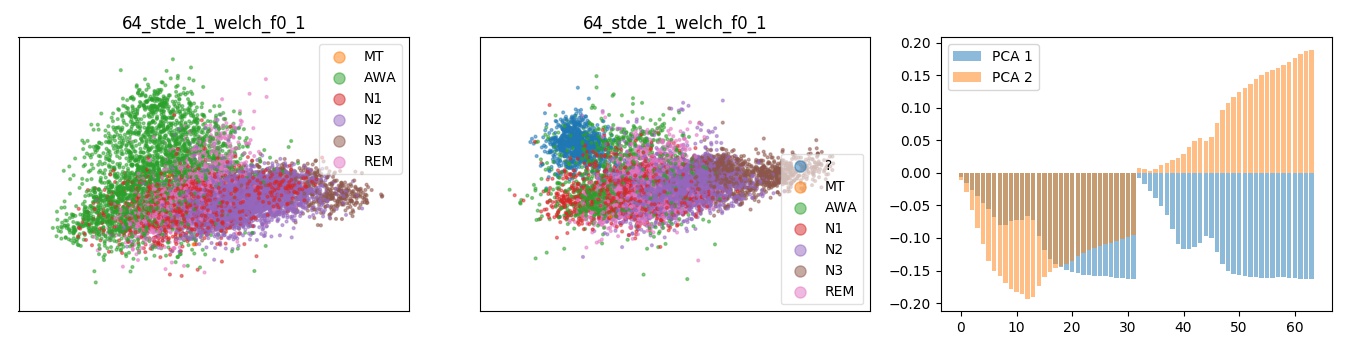 64_stde_1_welch_f0_1
MT
AWA
N1
N2
N3
REM
64_stde_1_welch_f0_1
?
MT
AWA
N1
N2
N3
REM
PCA 1
PCA 2
0.20
0.15
0.10
0.05
0.00
−0.05
−0.10
−0.15
−0.20
0 10 20 30 40 50 60